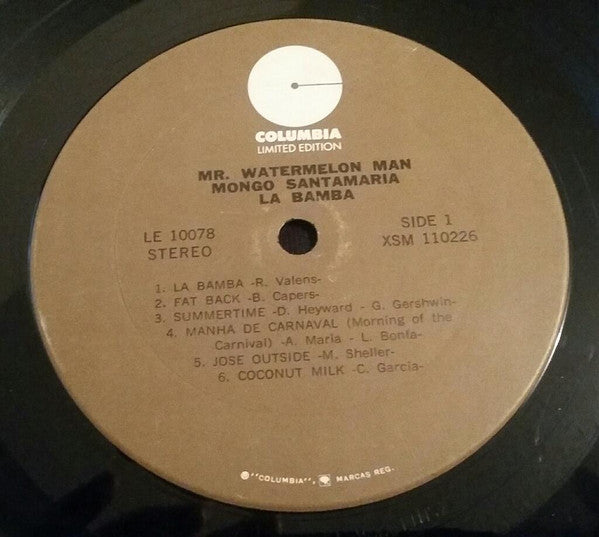 COLUMBIA
LIMITED EDITION
MR. WATERMELON MAN
MONGO SANTAMARIA
LA BAMBA
LE 10078
STEREO
SIDE 1
XSM 110226
1. LA BAMBA -R. Valens-
2. FAT BACK -B. Capers-
3. SUMMERTIME -D. Heyward - G. Gershwin-
4. MANHA DE CARNAVAL (Morning of the
Carnival) -A. Maria - L. Bonfa-
5. JOSE OUTSIDE -M. Sheller-
6. COCONUT MILK -C. Garcia-
"COLUMBIA", MARCAS REG.